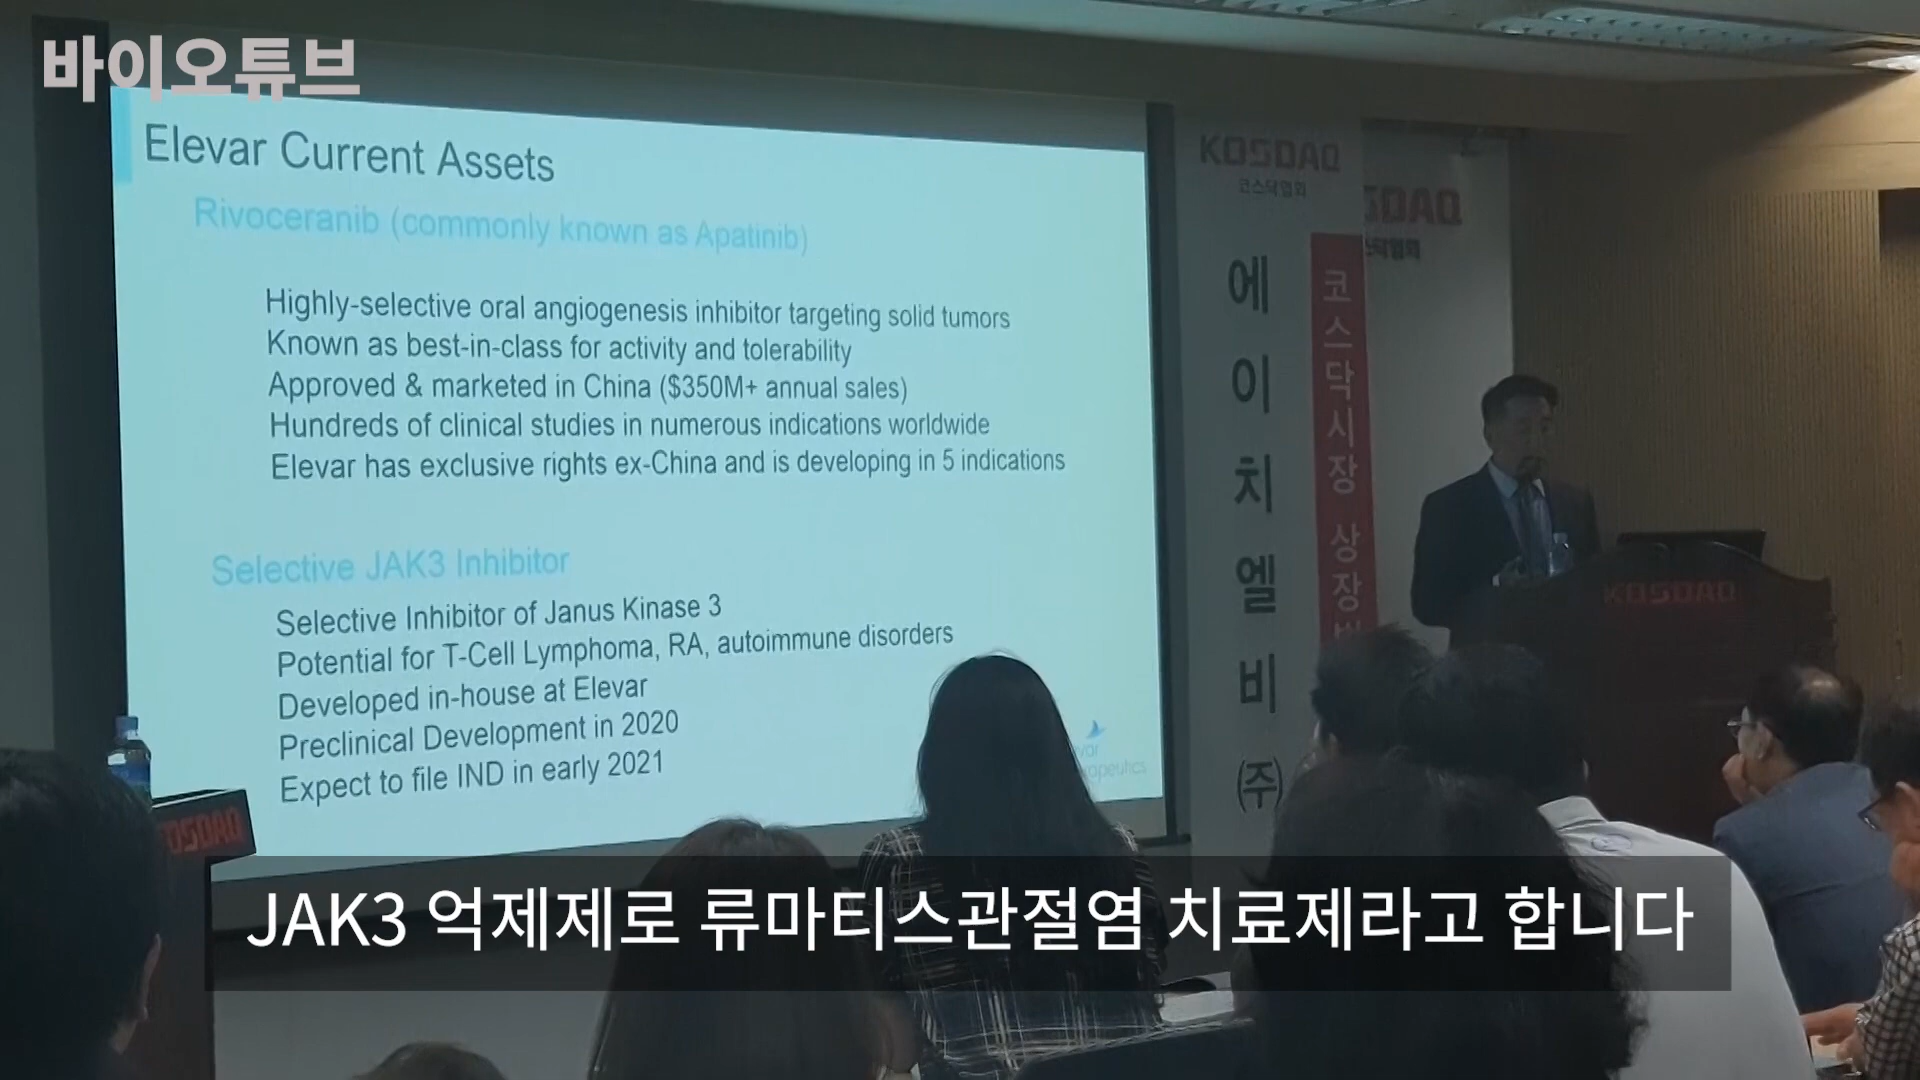 바이오튜브
Elevar Current Assets
Rivoceranib (commonly known as Apatinib)
Highly-selective oral angiogenesis inhibitor targeting solid tumors
Known as best-in-class for activity and tolerability
Approved & marketed in China ($350M+ annual sales)
Hundreds of clinical studies in numerous indications worldwide
Elevar has exclusive rights ex-China and is developing in 5 indications
Selective JAK3 Inhibitor
Selective Inhibitor of Janus Kinase 3
Potential for T-Cell Lymphoma, RA, autoimmune disorders
Developed in-house at Elevar
Preclinical Development in 2020
Expect to file IND in early 2021
KOSDAQ
코스닥협회
에이치엘비㈜
코스닥시장 상장
KOSDAQ
KOSDAQ
JAK3 억제제로 류마티스관절염 치료제라고 합니다